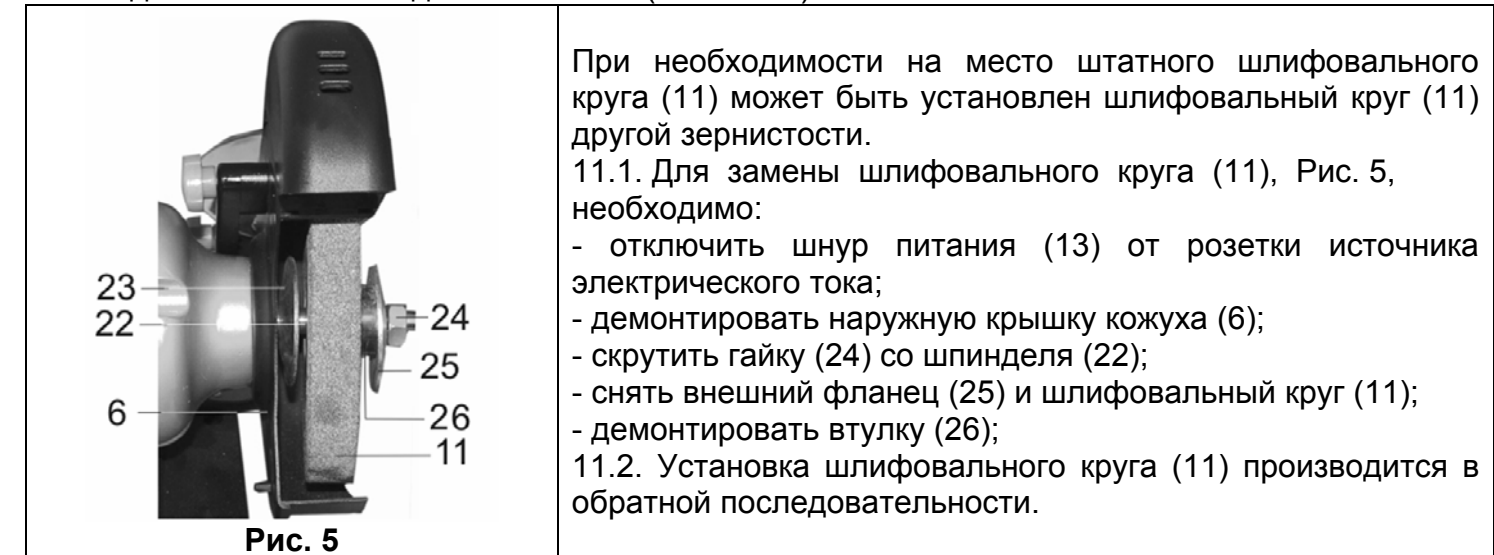 23
22
6
24
25
26
11
Рис. 5
При необходимости на место штатного шлифовального
круга (11) может быть установлен шлифовальный круг (11)
другой зернистости.
11.1. Для замены шлифовального круга (11), Рис. 5,
необходимо:
- отключить шнур питания (13) от розетки источника
электрического тока;
- демонтировать наружную крышку кожуха (6);
- скрутить гайку (24) со шпинделя (22);
- снять внешний фланец (25) и шлифовальный круг (11);
- демонтировать втулку (26);
11.2. Установка шлифовального круга (11) производится в
обратной последовательности.